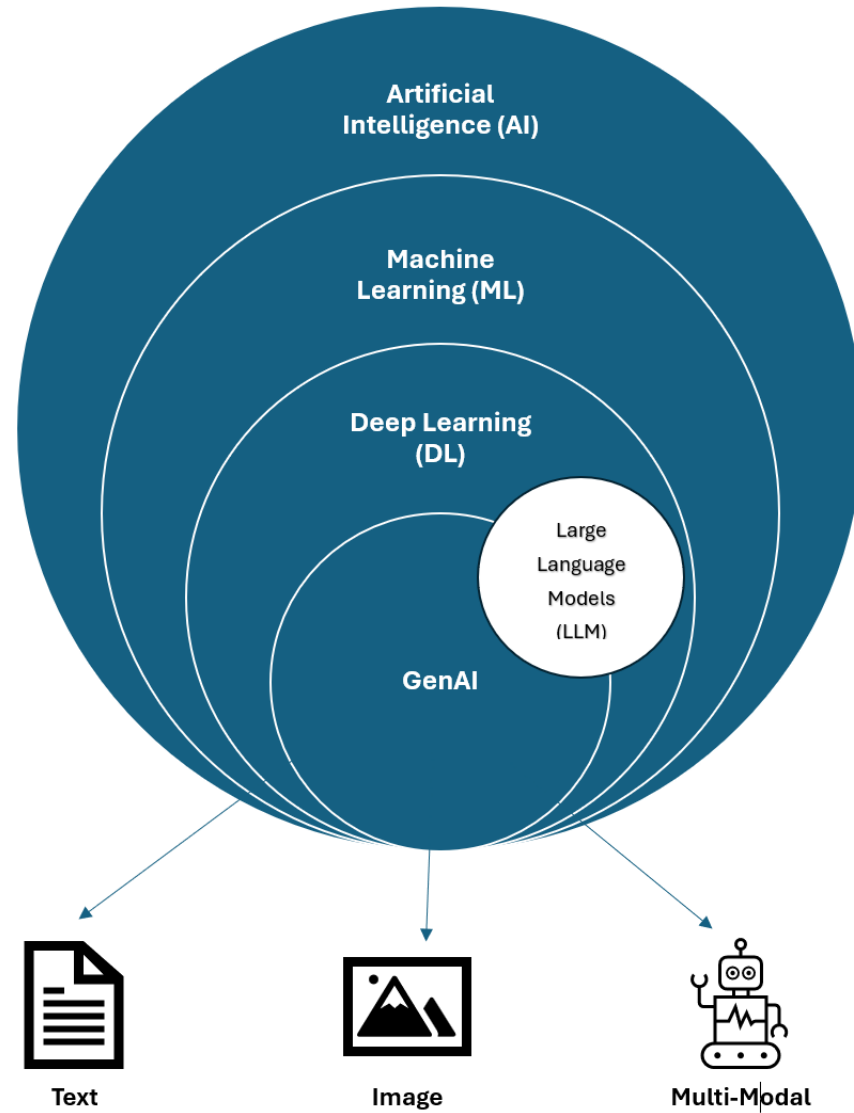 Artificial
Intelligence (AI)
Machine
Learning (ML)
Deep Learning
(DL)
Large
Language
Models
(LLM)
GenAI
Text
Image
Multi-Modal